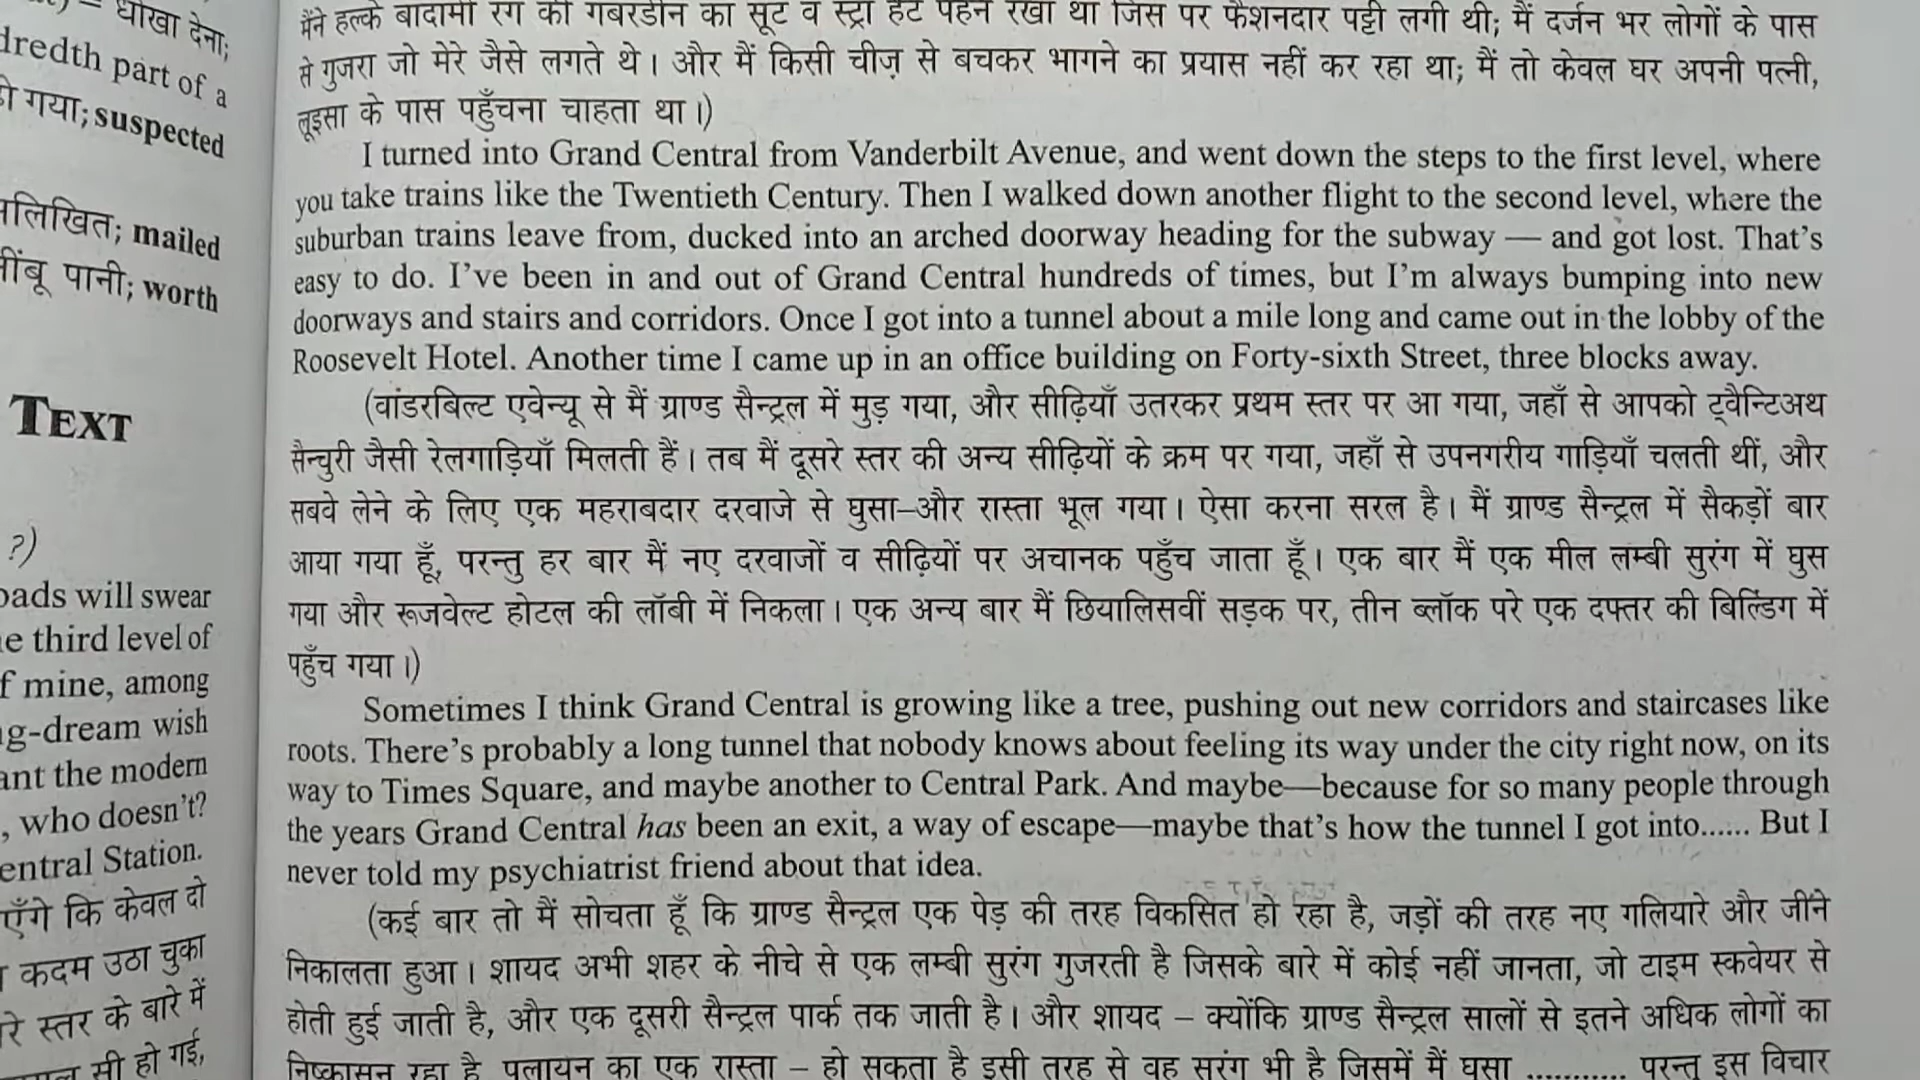 धोखा देना;
dredth part of a
गया; suspected
मलिखित; mailed
नींबू पानी; worth
TEXT
?)
oads will swear
e third level of
f mine, among
g-dream wish
ant the modern
, who doesn't?
entral Station.
एँगे कि केवल दो
कदम उठा चुका
रे स्तर के बारे में
सी हो गई,
मैंने हल्के बादामी रंग की गबरडीन का सूट व स्ट्रा हैट पहन रखा था जिस पर फैशनदार पट्टी लगी थी; मैं दर्जन भर लोगों के पास
से गुजरा जो मेरे जैसे लगते थे। और मैं किसी चीज़ से बचकर भागने का प्रयास नहीं कर रहा था; मैं तो केवल घर अपनी पत्नी,
लूइसा के पास पहुँचना चाहता था।)
I turned into Grand Central from Vanderbilt Avenue, and went down the steps to the first level, where
you take trains like the Twentieth Century. Then I walked down another flight to the second level, where the
suburban trains leave from, ducked into an arched doorway heading for the subway — and got lost. That's
easy to do. I've been in and out of Grand Central hundreds of times, but I'm always bumping into new
doorways and stairs and corridors. Once I got into a tunnel about a mile long and came out in the lobby of the
Roosevelt Hotel. Another time I came up in an office building on Forty-sixth Street, three blocks away.
(वांडरबिल्ट एवेन्यू से मैं ग्राण्ड सैन्ट्रल में मुड़ गया, और सीढ़ियाँ उतरकर प्रथम स्तर पर आ गया, जहाँ से आपको ट्वैन्टिअथ
सैन्चुरी जैसी रेलगाड़ियाँ मिलती हैं। तब मैं दूसरे स्तर की अन्य सीढ़ियों के क्रम पर गया, जहाँ से उपनगरीय गाड़ियाँ चलती थीं, और
सबवे लेने के लिए एक महराबदार दरवाजे से घुसा–और रास्ता भूल गया। ऐसा करना सरल है। मैं ग्राण्ड सैन्ट्रल में सैकड़ों बार
आया गया हूँ, परन्तु हर बार मैं नए दरवाजों व सीढ़ियों पर अचानक पहुँच जाता हूँ। एक बार मैं एक मील लम्बी सुरंग में घुस
गया और रूजवेल्ट होटल की लॉबी में निकला। एक अन्य बार मैं छियालिसवीं सड़क पर, तीन ब्लॉक परे एक दफ्तर की बिल्डिंग में
पहुँच गया।)
Sometimes I think Grand Central is growing like a tree, pushing out new corridors and staircases like
roots. There's probably a long tunnel that nobody knows about feeling its way under the city right now, on its
way to Times Square, and maybe another to Central Park. And maybe—because for so many people through
the years Grand Central has been an exit, a way of escape—maybe that's how the tunnel I got into...... But I
never told my psychiatrist friend about that idea.
(कई बार तो मैं सोचता हूँ कि ग्राण्ड सैन्ट्रल एक पेड़ की तरह विकसित हो रहा है, जड़ों की तरह नए गलियारे और जीने
निकालता हुआ। शायद अभी शहर के नीचे से एक लम्बी सुरंग गुजरती है जिसके बारे में कोई नहीं जानता, जो टाइम स्कवेयर से
होती हुई जाती है, और एक दूसरी सैन्ट्रल पार्क तक जाती है। और शायद – क्योंकि ग्राण्ड सैन्ट्रल सालों से इतने अधिक लोगों का
निष्कासन रहा है, पलायन का एक रास्ता – हो सकता है इसी तरह से वह सुरंग भी है जिसमें मैं घुसा ........... परन्तु इस विचार